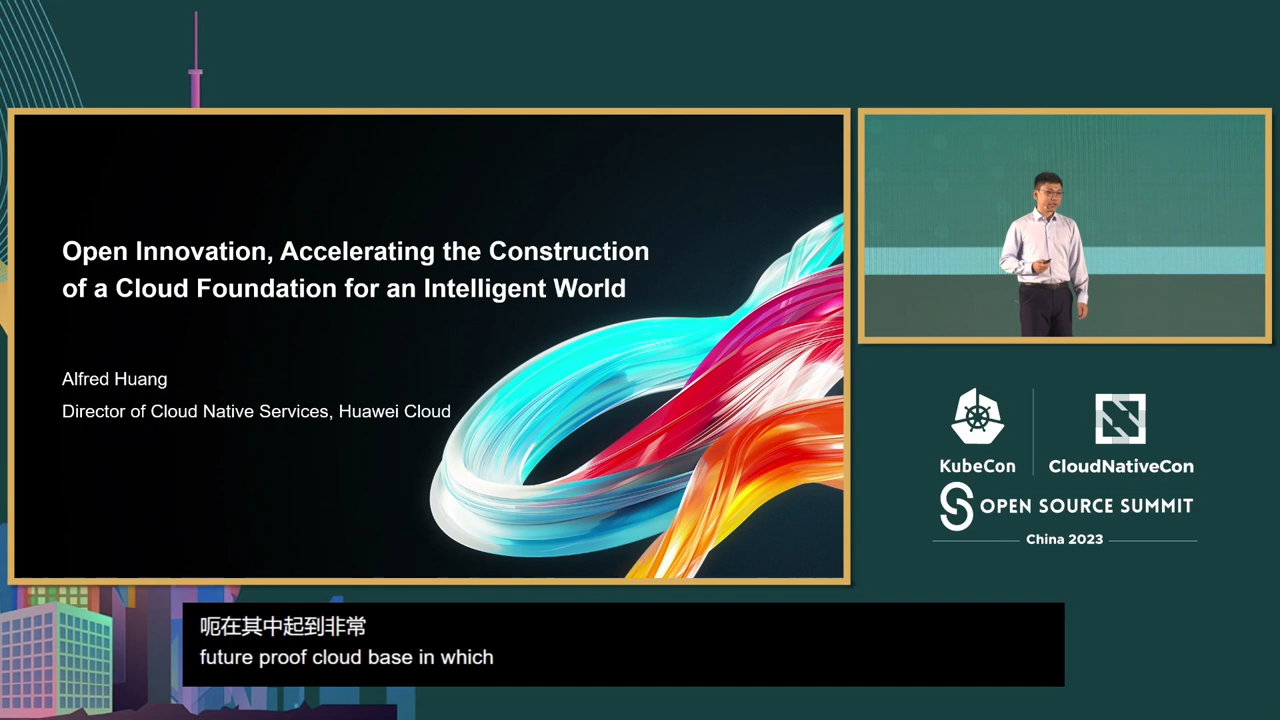 Open Innovation, Accelerating the Construction
of a Cloud Foundation for an Intelligent World
Alfred Huang
Director of Cloud Native Services, Huawei Cloud
KubeCon
CloudNativeCon
OPEN SOURCE SUMMIT
China 2023
呃在其中起到非常
future proof cloud base in which